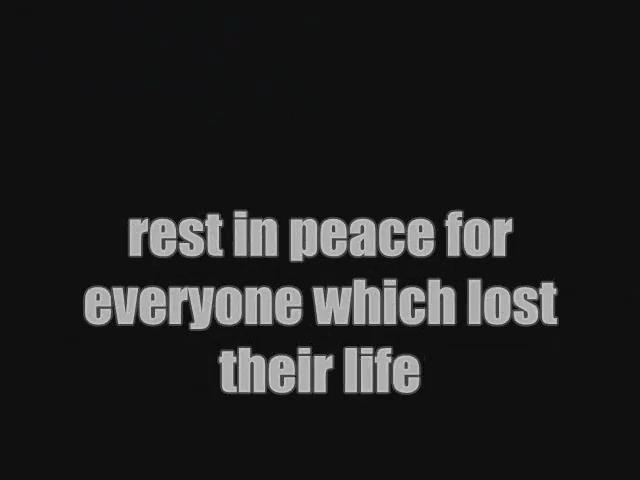 rest in peace for
everyone which lost
their life